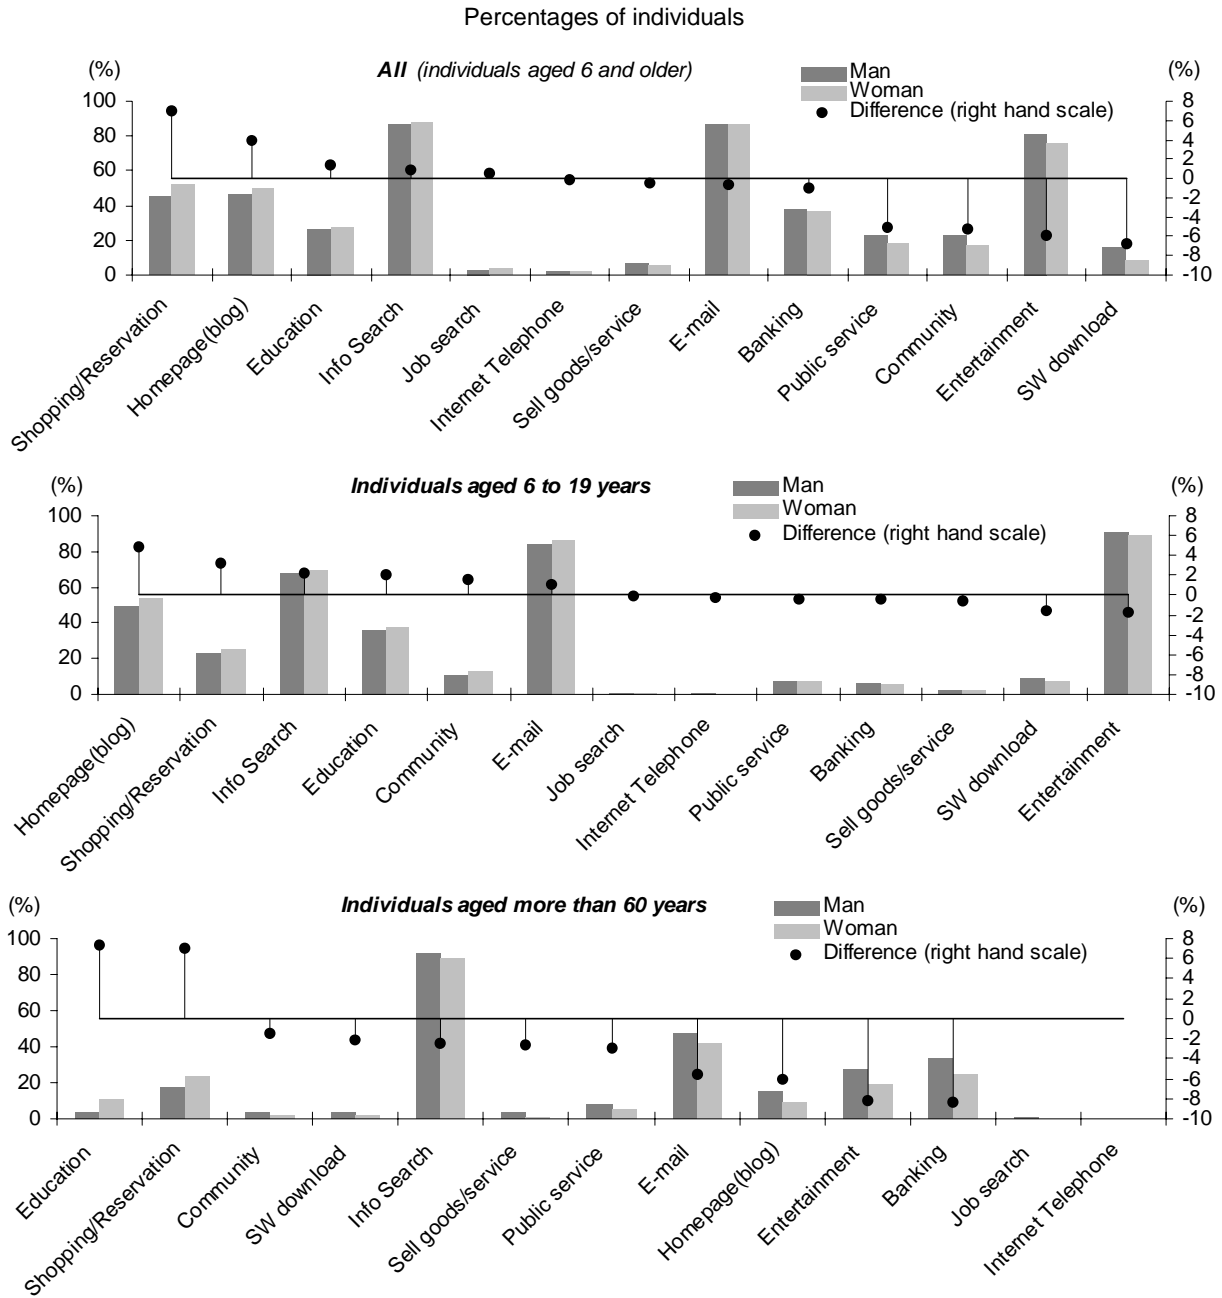 Percentages of individuals
(%)
All (individuals aged 6 and older)
Man
Woman
Difference (right hand scale)
(%)
100
80
60
40
20
0
8
6
4
2
0
-2
-4
-6
-8
-10
Shopping/Reservation
Homepage(blog)
Education
Info Search
Job search
Internet Telephone
Sell goods/service
E-mail
Banking
Public service
Community
Entertainment
SW download
(%)
Individuals aged 6 to 19 years
Man
Woman
Difference (right hand scale)
(%)
100
80
60
40
20
0
8
6
4
2
0
-2
-4
-6
-8
-10
Homepage(blog)
Shopping/Reservation
Info Search
Education
Community
E-mail
Job search
Internet Telephone
Public service
Banking
Sell goods/service
SW download
Entertainment
(%)
Individuals aged more than 60 years
Man
Woman
Difference (right hand scale)
(%)
100
80
60
40
20
0
8
6
4
2
0
-2
-4
-6
-8
-10
Education
Shopping/Reservation
Community
SW download
Info Search
Sell goods/service
Public service
E-mail
Homepage(blog)
Entertainment
Banking
Job search
Internet Telephone